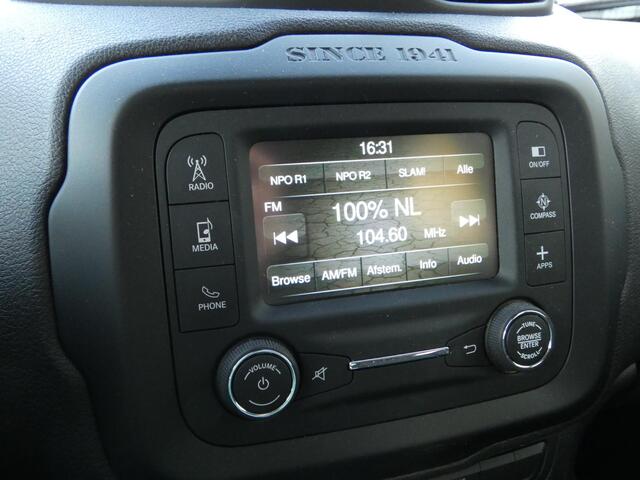 SINCE 1941
16:31
NPO R1 NPO R2 SLAM! Alle
FM
100% NL
104.60 MHz
Browse AM/FM Afstem. Info Audio
RADIO
MEDIA
PHONE
ON/OFF
N
COMPASS
APPS
VOLUME
TUNE
BROWSE
ENTER
SCROLL